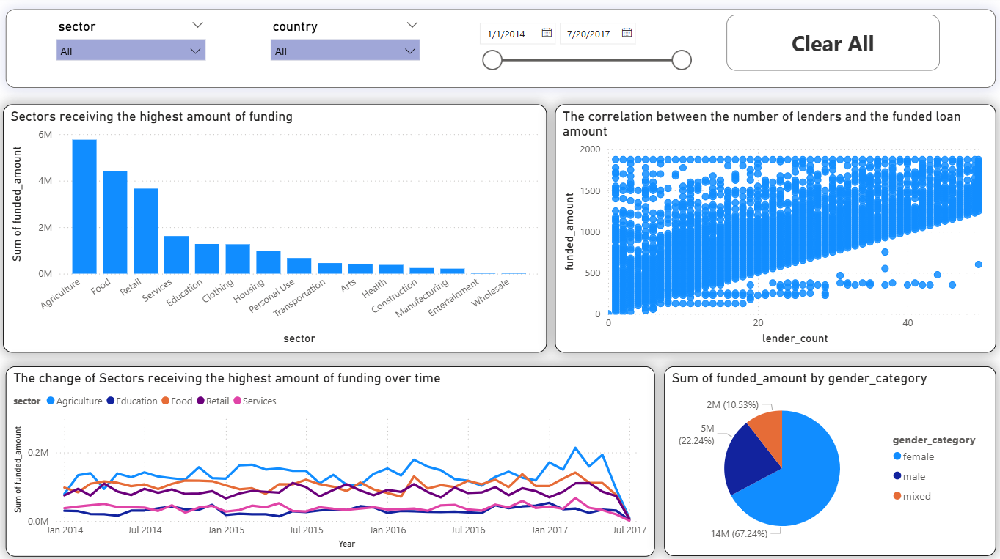 sector
All
country
All
1/1/2014
7/20/2017
Clear All
Sectors receiving the highest amount of funding
Sum of funded_amount
6M
4M
2M
0M
Agriculture
Food
Retail
Services
Education
Clothing
Housing
Personal Use
Transportation
Arts
Health
Construction
Manufacturing
Entertainment
Wholesale
sector
The correlation between the number of lenders and the funded loan
amount
funded_amount
2000
1500
1000
500
0
0
20
40
lender_count
The change of Sectors receiving the highest amount of funding over time
sector Agriculture Education Food Retail Services
Sum of funded_amount
0.2M
0.0M
Jan 2014
Jul 2014
Jan 2015
Jul 2015
Jan 2016
Jul 2016
Jan 2017
Jul 2017
Year
Sum of funded_amount by gender_category
2M (10.53%)
5M
(22.24%)
14M (67.24%)
gender_category
female
male
mixed